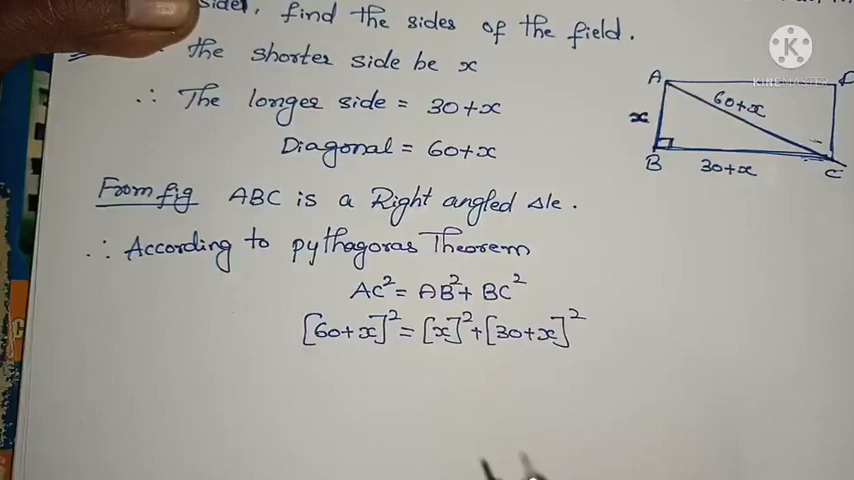 side, find the sides of the field.
the shorter side be x
∴ The longer side = 30+x
Diagonal = 60+x
From fig ABC is a Right angled Δle.
∴ According to pythagoras Theorem
AC²= AB²+ BC²
[60+x]²=[x]²+[30+x]²
KINEMASTER
A
60+x
x
B
30+x
C